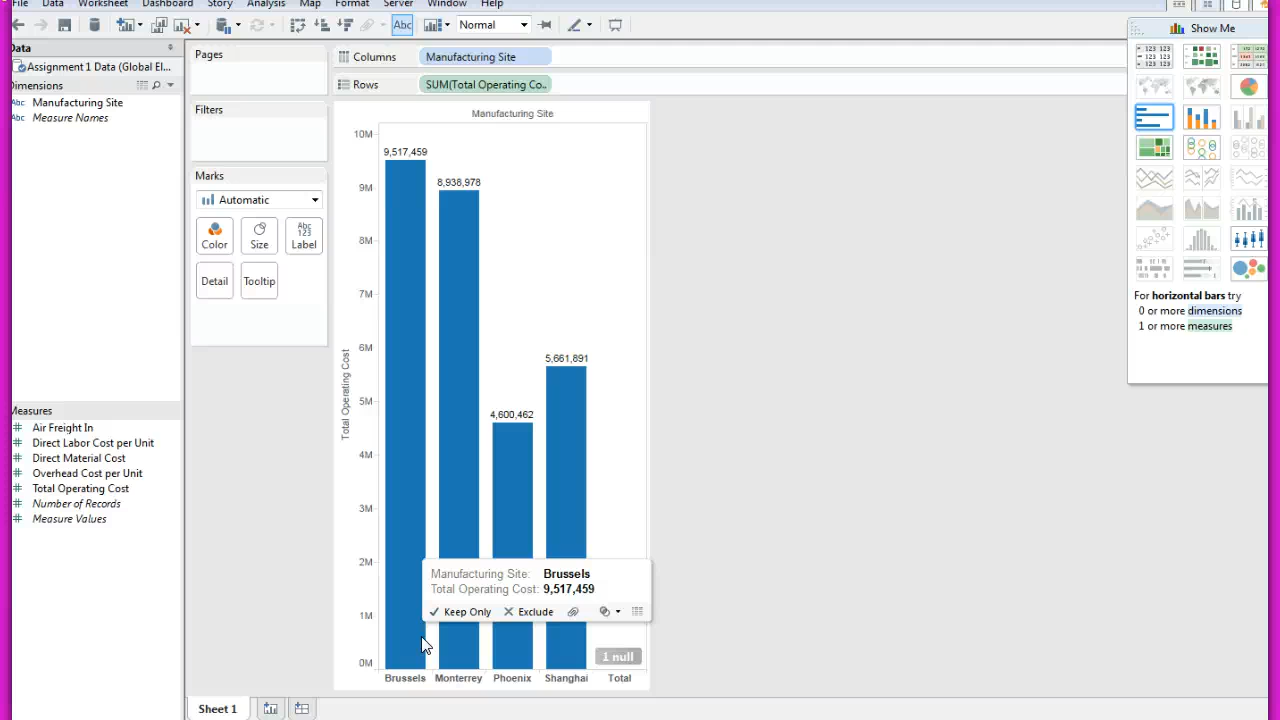 File Data Worksheet Dashboard Story Analysis Map Format Server Window Help
Abc Normal Show Me
Data
Assignment 1 Data (Global El...
Dimensions
Abc Manufacturing Site
Abc Measure Names
Measures
Air Freight In
Direct Labor Cost per Unit
Direct Material Cost
Overhead Cost per Unit
Total Operating Cost
Number of Records
Measure Values
Pages
Filters
Marks
Automatic
Color Size Abc 123 Label
Detail Tooltip
Columns Manufacturing Site
Rows SUM(Total Operating Co..
Manufacturing Site
Total Operating Cost
10M
9M
8M
7M
6M
5M
4M
3M
2M
1M
0M
9,517,459
8,938,978
4,600,462
5,661,891
Manufacturing Site: Brussels
Total Operating Cost: 9,517,459
Keep Only Exclude
1 null
Brussels Monterrey Phoenix Shanghai Total
For horizontal bars try
0 or more dimensions
1 or more measures
Sheet 1